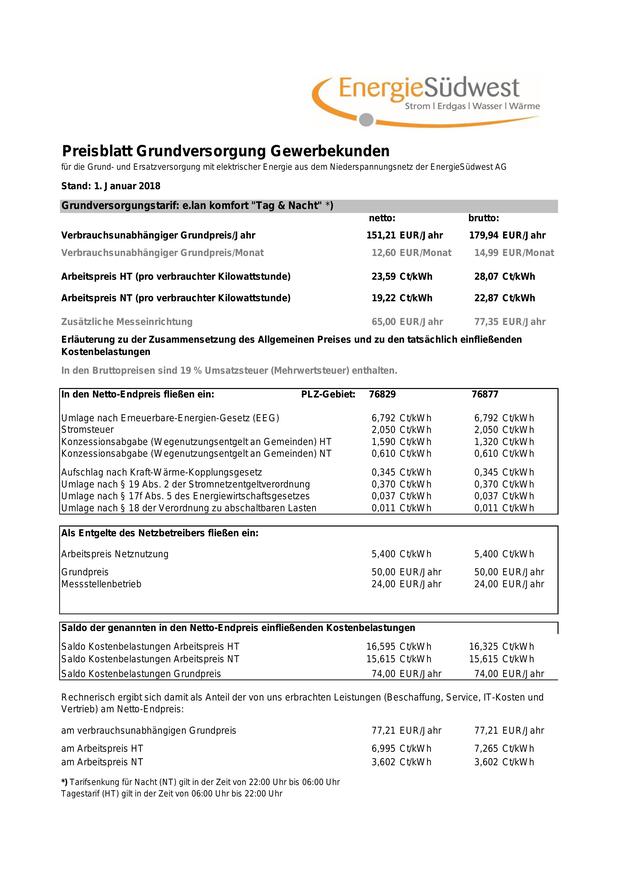 EnergieSüdwest
Strom | Erdgas | Wasser | Wärme
Preisblatt Grundversorgung Gewerbekunden
für die Grund- und Ersatzversorgung mit elektrischer Energie aus dem Niederspannungsnetz der EnergieSüdwest AG
Stand: 1. Januar 2018
Grundversorgungstarif: e.lan komfort "Tag & Nacht" *)
netto: brutto:
Verbrauchsunabhängiger Grundpreis/Jahr 151,21 EUR/Jahr 179,94 EUR/Jahr
Verbrauchsunabhängiger Grundpreis/Monat 12,60 EUR/Monat 14,99 EUR/Monat
Arbeitspreis HT (pro verbrauchter Kilowattstunde) 23,59 Ct/kWh 28,07 Ct/kWh
Arbeitspreis NT (pro verbrauchter Kilowattstunde) 19,22 Ct/kWh 22,87 Ct/kWh
Zusätzliche Messeinrichtung 65,00 EUR/Jahr 77,35 EUR/Jahr
Erläuterung zu der Zusammensetzung des Allgemeinen Preises und zu den tatsächlich einfließenden
Kostenbelastungen
In den Bruttopreisen sind 19 % Umsatzsteuer (Mehrwertsteuer) enthalten.
In den Netto-Endpreis fließen ein: PLZ-Gebiet: 76829 76877
Umlage nach Erneuerbare-Energien-Gesetz (EEG) 6,792 Ct/kWh 6,792 Ct/kWh
Stromsteuer 2,050 Ct/kWh 2,050 Ct/kWh
Konzessionsabgabe (Wegenutzungsentgelt an Gemeinden) HT 1,590 Ct/kWh 1,320 Ct/kWh
Konzessionsabgabe (Wegenutzungsentgelt an Gemeinden) NT 0,610 Ct/kWh 0,610 Ct/kWh
Aufschlag nach Kraft-Wärme-Kopplungsgesetz 0,345 Ct/kWh 0,345 Ct/kWh
Umlage nach § 19 Abs. 2 der Stromnetzentgeltverordnung 0,370 Ct/kWh 0,370 Ct/kWh
Umlage nach § 17f Abs. 5 des Energiewirtschaftsgesetzes 0,037 Ct/kWh 0,037 Ct/kWh
Umlage nach § 18 der Verordnung zu abschaltbaren Lasten 0,011 Ct/kWh 0,011 Ct/kWh
Als Entgelte des Netzbetreibers fließen ein:
Arbeitspreis Netznutzung 5,400 Ct/kWh 5,400 Ct/kWh
Grundpreis 50,00 EUR/Jahr 50,00 EUR/Jahr
Messstellenbetrieb 24,00 EUR/Jahr 24,00 EUR/Jahr
Saldo der genannten in den Netto-Endpreis einfließenden Kostenbelastungen
Saldo Kostenbelastungen Arbeitspreis HT 16,595 Ct/kWh 16,325 Ct/kWh
Saldo Kostenbelastungen Arbeitspreis NT 15,615 Ct/kWh 15,615 Ct/kWh
Saldo Kostenbelastungen Grundpreis 74,00 EUR/Jahr 74,00 EUR/Jahr
Rechnerisch ergibt sich damit als Anteil der von uns erbrachten Leistungen (Beschaffung, Service, IT-Kosten und
Vertrieb) am Netto-Endpreis:
am verbrauchsunabhängigen Grundpreis 77,21 EUR/Jahr 77,21 EUR/Jahr
am Arbeitspreis HT 6,995 Ct/kWh 7,265 Ct/kWh
am Arbeitspreis NT 3,602 Ct/kWh 3,602 Ct/kWh
*) Tarifsenkung für Nacht (NT) gilt in der Zeit von 22:00 Uhr bis 06:00 Uhr
Tagestarif (HT) gilt in der Zeit von 06:00 Uhr bis 22:00 Uhr